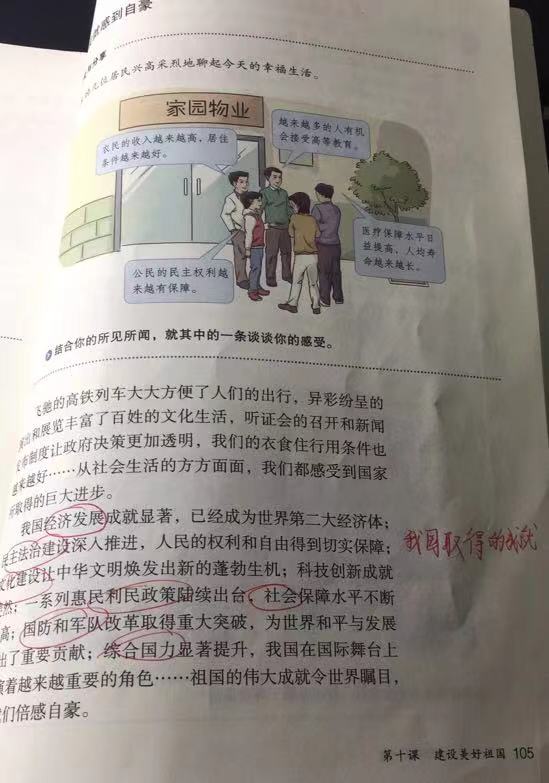 感到自豪
与分享
几位居民兴高采烈地聊起今天的幸福生活。
家园物业
农民的收入越来越高，居住
条件越来越好。
越来越多的人有机
会接受高等教育。
医疗保障水平日
益提高，人均寿
命越来越长。
公民的民主权利越
来越有保障。
结合你的所见所闻，就其中的一条谈谈你的感受。
飞驰的高铁列车大大方便了人们的出行，异彩纷呈的
出和展览丰富了百姓的文化生活，听证会的召开和新闻
布制度让政府决策更加透明，我们的衣食住行用条件也
越来越好……从社会生活的方方面面，我们都感受到国家
所取得的巨大进步。
我国经济发展成就显著，已经成为世界第二大经济体；
民主法治建设深入推进，人民的权利和自由得到切实保障；
我国取得的成就
文化建设让中华文明焕发出新的蓬勃生机；科技创新成就
然；一系列惠民利民政策陆续出台，社会保障水平不断
高；国防和军队改革取得重大突破，为世界和平与发展
出了重要贡献；综合国力显著提升，我国在国际舞台上
演着越来越重要的角色……祖国的伟大成就令世界瞩目，
我们倍感自豪。
第十课 建设美好祖国 105